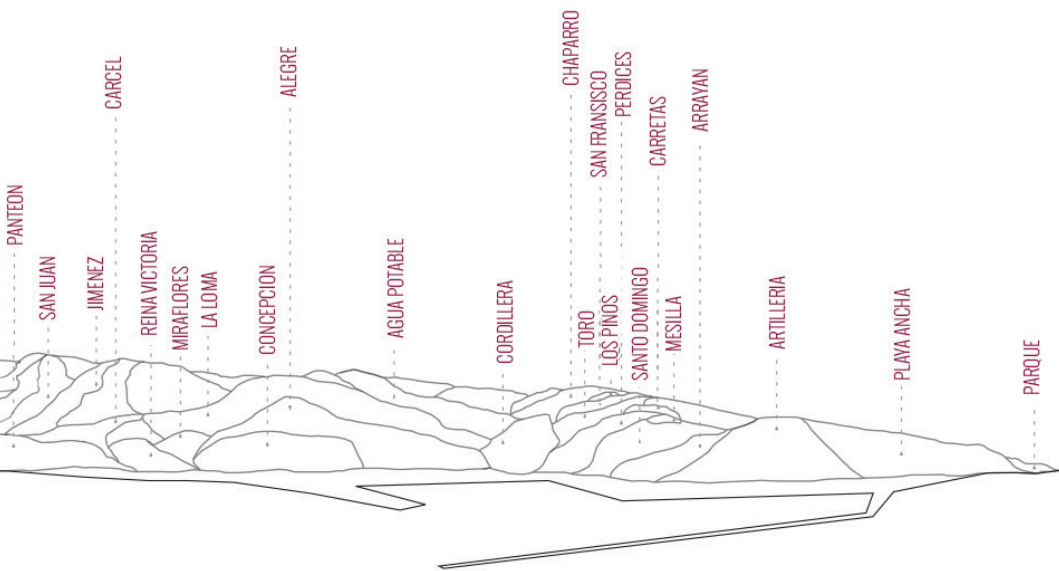 PANTEON
SAN JUAN
JIMENEZ
CARCEL
REINA VICTORIA
MIRAFLORES
LA LOMA
CONCEPCION
ALEGRE
AGUA POTABLE
CORDILLERA
CHAPARRO
TORO
SAN FRANSISCO
LOS PINOS
PERDICES
SANTO DOMINGO
CARRETAS
MESILLA
ARRAYAN
ARTILLERIA
PLAYA ANCHA
PARQUE